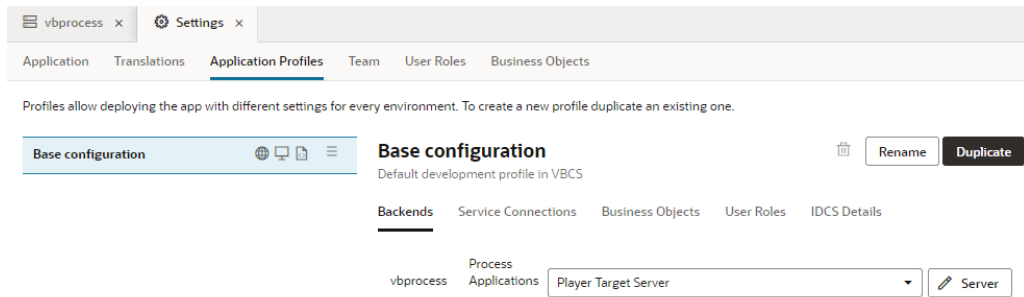 vbprocess × Settings ×
Application Translations Application Profiles Team User Roles Business Objects
Profiles allow deploying the app with different settings for every environment. To create a new profile duplicate an existing one.
Base configuration
Base configuration Rename Duplicate
Default development profile in VBCS
Backends Service Connections Business Objects User Roles IDCS Details
vbprocess Process Applications Player Target Server Server